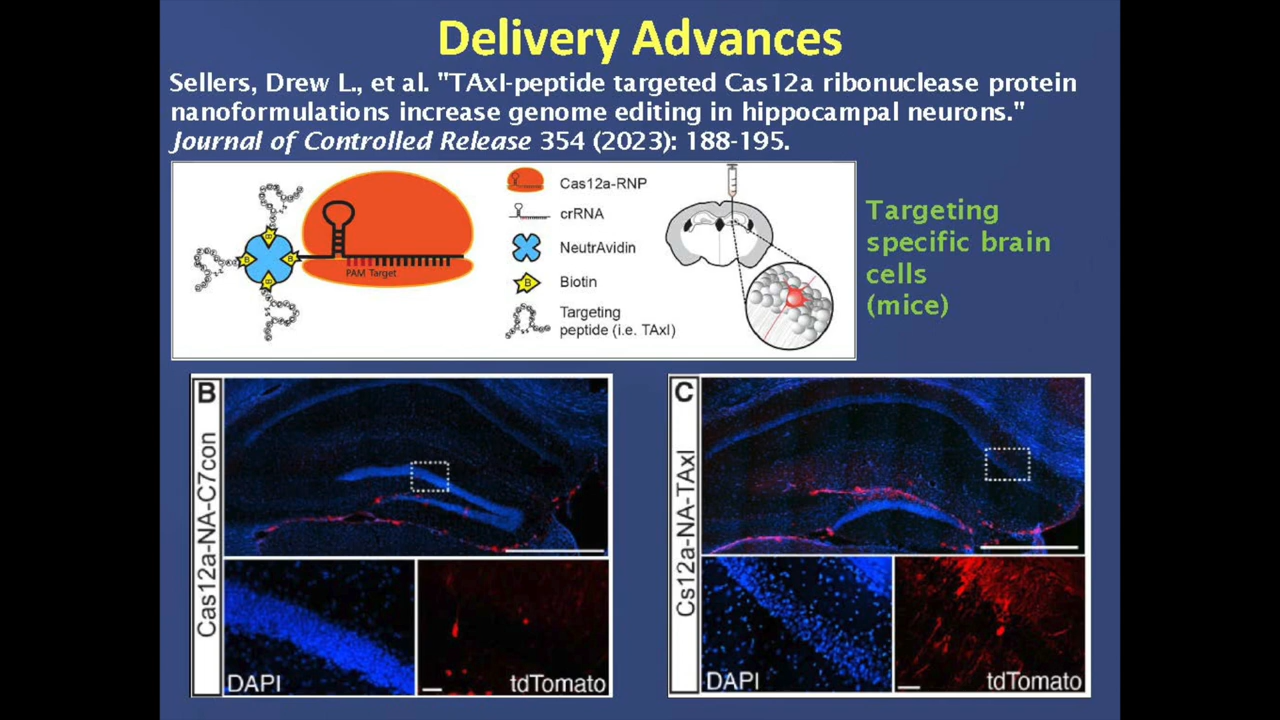 Delivery Advances
Sellers, Drew L., et al. "TAxI-peptide targeted Cas12a ribonuclease protein
nanoformulations increase genome editing in hippocampal neurons."
Journal of Controlled Release 354 (2023): 188-195.
B
B
B
B
PAM Target
Cas12a-RNP
crRNA
NeutrAvidin
B
Biotin
Targeting
peptide (i.e. TAxI)
Targeting
specific brain
cells
(mice)
B
Cas12a-NA-C7con
DAPI
tdTomato
C
Cs12a-NA-TAxI
DAPI
tdTomato